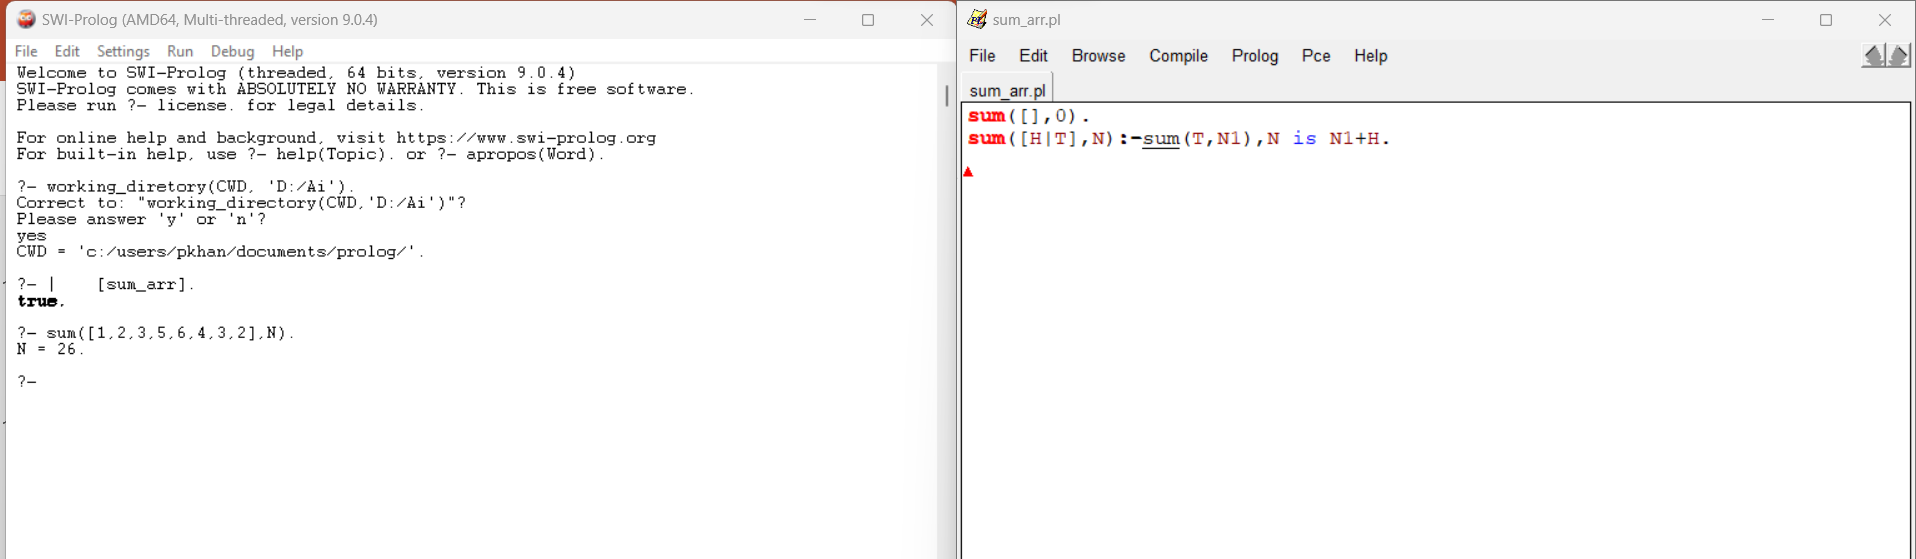 SWI-Prolog (AMD64, Multi-threaded, version 9.0.4)
File Edit Settings Run Debug Help
Welcome to SWI-Prolog (threaded, 64 bits, version 9.0.4)
SWI-Prolog comes with ABSOLUTELY NO WARRANTY. This is free software.
Please run ?- license. for legal details.
For online help and background, visit https://www.swi-prolog.org
For built-in help, use ?- help(Topic). or ?- apropos(Word).
?- working_diretory(CWD, 'D:/Ai').
Correct to: "working_directory(CWD,'D:/Ai')"?
Please answer 'y' or 'n'?
yes
CWD = 'c:/users/pkhan/documents/prolog/'.
?- |    [sum_arr].
true.
?- sum([1,2,3,5,6,4,3,2],N).
N = 26.
?-
sum_arr.pl
File Edit Browse Compile Prolog Pce Help
sum_arr.pl
sum([],0).
sum([H|T],N):-sum(T,N1),N is N1+H.